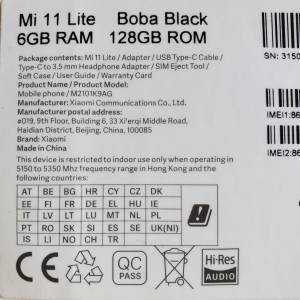 Mi 11 Lite Boba Black
6GB RAM 128GB ROM
Package contents: Mi 11 Lite / Adapter / USB Type-C Cable /
Type-C to 3.5 mm Headphone Adapter / SIM Eject Tool /
Soft Case / User Guide / Warranty Card
Mobile phone / M2101K9AG
Manufacturer: Xiaomi Communications Co., Ltd.
Manufacturer postal address:
#019, 9th Floor, Building 6, 33 Xi'erqi Middle Road,
Haidian District, Beijing, China, 100085
Brand: Xiaomi
Made in China
This device is restricted to indoor use only when operating in
5150 to 5350 Mhz frequency range in Hong Kong and the
following countries:
AT BE BG HR CY CZ DK
EE FI FR DE EL HU IE
IT LV LT LU MT NL PL
PT RO SK SI ES SE UK(NI)
IS LI NO CH TR
CE
QC
PASS
Hi-Res
AUDIO
SN: 3150
IMEI1:86
IMEI2:86